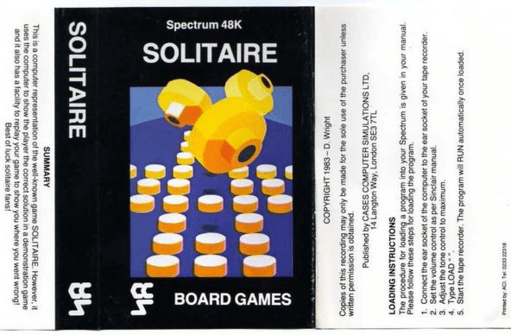 SUMMARY
This is a computer representation of the well-known game SOLITAIRE. However, it
uses the computer to show the player the correct solution in a demonstration game
and it also has a facility to replay your game to show you where you went wrong!
Best of luck solitaire fans!
SOLITAIRE
Spectrum 48K
SOLITAIRE
BOARD GAMES
COPYRIGHT 1983 – D. Wright
Copies of this recording may only be made for the sole use of the purchaser unless
written permission is obtained.
Published by CASES COMPUTER SIMULATIONS LTD,
14 Langton Way, London SE3 7TL
LOADING INSTRUCTIONS
The procedure for loading a program into your Spectrum is given in your manual.
Please follow these steps for loading the program.
1. Connect the ear socket of the computer to the ear socket of your tape recorder.
2. Set the volume control as per Sinclair manual.
3. Adjust the tone control to maximum.
4. Type LOAD " ".
5. Start the tape recorder. The program will RUN automatically once loaded.
Printed by ACI. Tel: